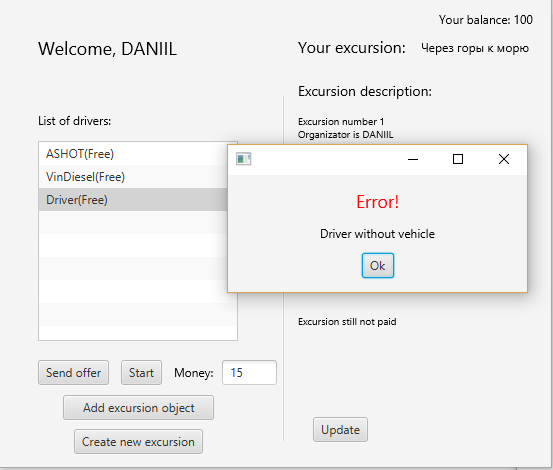 Your balance: 100
Welcome, DANIIL
Your excursion: Через горы к морю
Excursion description:
List of drivers:
Excursion number 1
Organizator is DANIIL
ASHOT(Free)
VinDiesel(Free)
Driver(Free)
Error!
Driver without vehicle
Ok
Excursion still not paid
Send offer
Start
Money:
15
Add excursion object
Create new excursion
Update